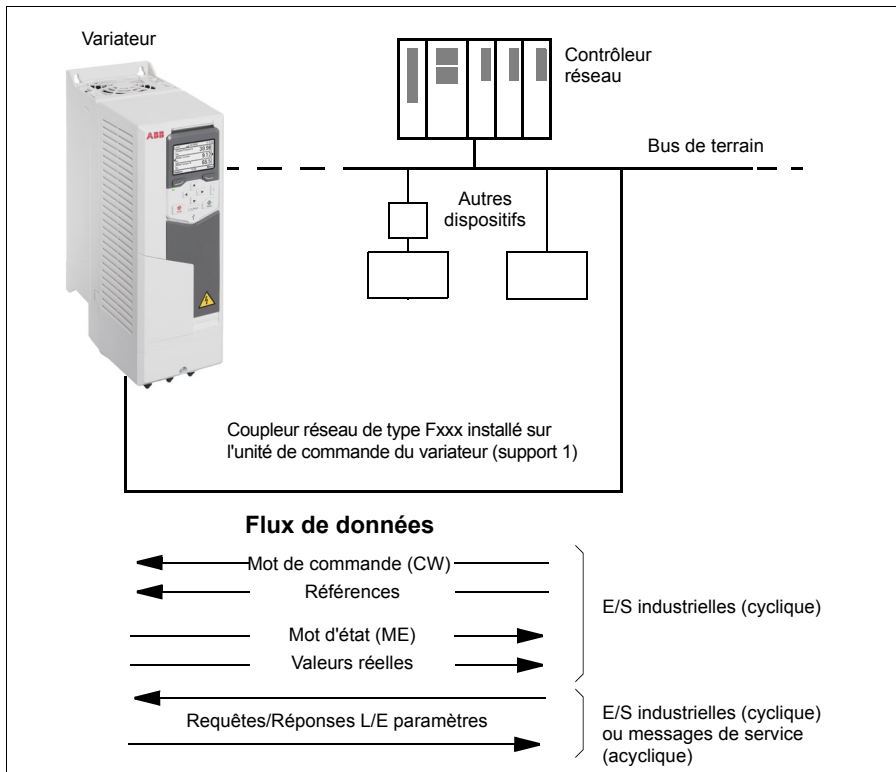 Variateur
Contrôleur
réseau
ABB
Bus de terrain
Autres
dispositifs
Coupleur réseau de type Fxxx installé sur
l'unité de commande du variateur (support 1)
Flux de données
Mot de commande (CW)
Références
E/S industrielles (cyclique)
Mot d'état (ME)
Valeurs réelles
Requêtes/Réponses L/E paramètres
E/S industrielles (cyclique)
ou messages de service
(acyclique)